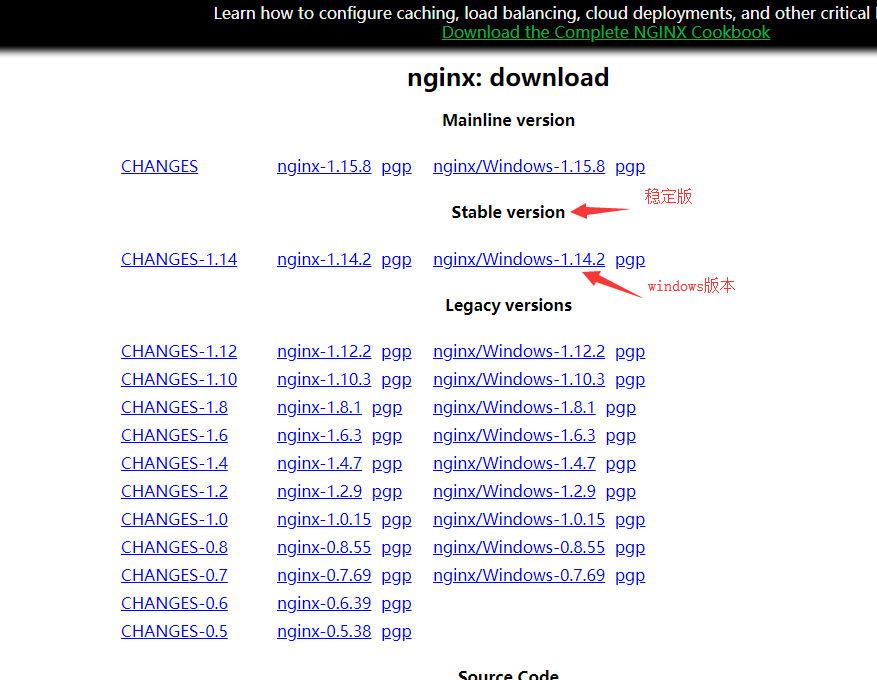 Learn how to configure caching, load balancing, cloud deployments, and other critical
Download the Complete NGINX Cookbook
nginx: download
Mainline version
CHANGES nginx-1.15.8 pgp nginx/Windows-1.15.8 pgp
稳定版
Stable version
CHANGES-1.14 nginx-1.14.2 pgp nginx/Windows-1.14.2 pgp
windows版本
Legacy versions
CHANGES-1.12 nginx-1.12.2 pgp nginx/Windows-1.12.2 pgp
CHANGES-1.10 nginx-1.10.3 pgp nginx/Windows-1.10.3 pgp
CHANGES-1.8 nginx-1.8.1 pgp nginx/Windows-1.8.1 pgp
CHANGES-1.6 nginx-1.6.3 pgp nginx/Windows-1.6.3 pgp
CHANGES-1.4 nginx-1.4.7 pgp nginx/Windows-1.4.7 pgp
CHANGES-1.2 nginx-1.2.9 pgp nginx/Windows-1.2.9 pgp
CHANGES-1.0 nginx-1.0.15 pgp nginx/Windows-1.0.15 pgp
CHANGES-0.8 nginx-0.8.55 pgp nginx/Windows-0.8.55 pgp
CHANGES-0.7 nginx-0.7.69 pgp nginx/Windows-0.7.69 pgp
CHANGES-0.6 nginx-0.6.39 pgp
CHANGES-0.5 nginx-0.5.38 pgp
Source Code